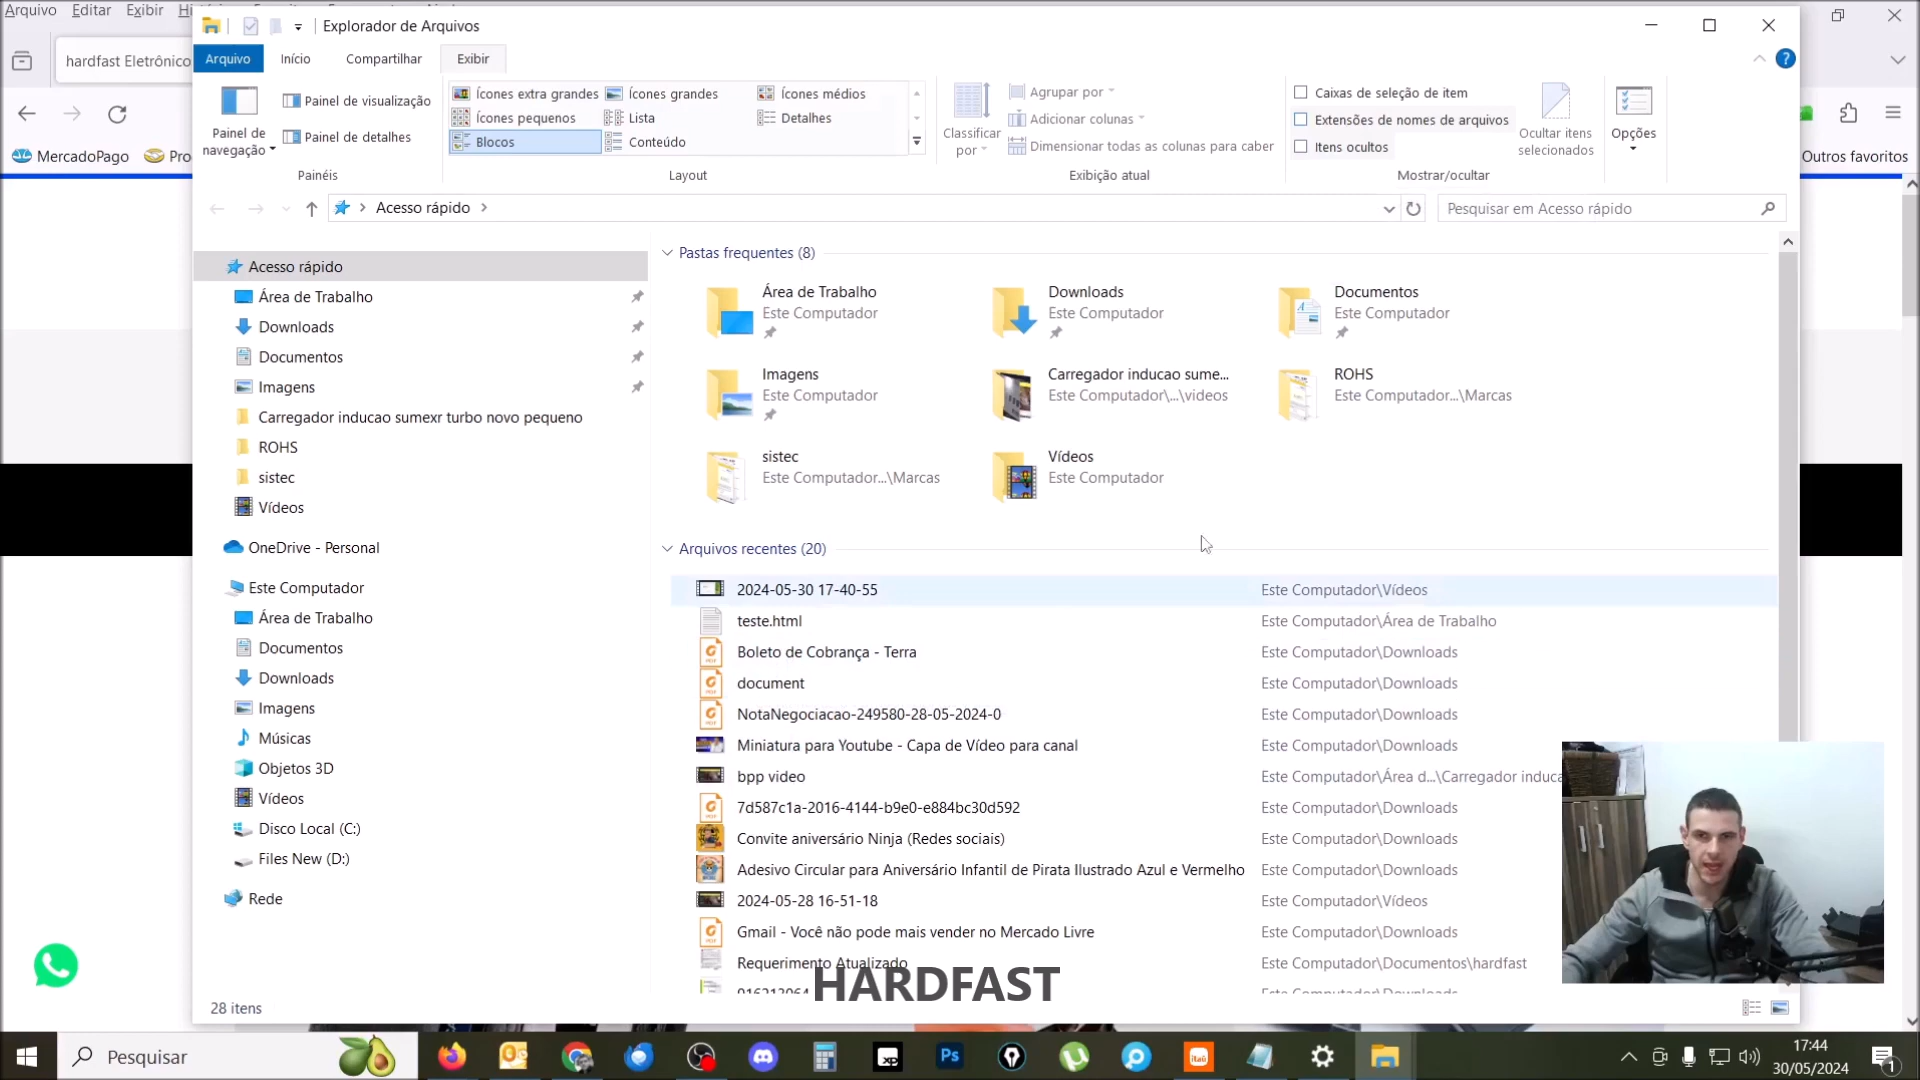 Arquivo Editar Exibir
Explorador de Arquivos
hardfast Eletrônico
Arquivo Início Compartilhar Exibir
Painel de navegação
Painel de visualização
Painel de detalhes
Painéis
Ícones extra grandes Ícones grandes Ícones médios
Ícones pequenos Lista Detalhes
Blocos Conteúdo
Layout
Classificar por
Agrupar por
Adicionar colunas
Dimensionar todas as colunas para caber
Exibição atual
Caixas de seleção de item
Extensões de nomes de arquivos
Itens ocultos
Mostrar/ocultar
Ocultar itens selecionados
Opções
MercadoPago Pro
Outros favoritos
Acesso rápido
Pesquisar em Acesso rápido
Acesso rápido
Área de Trabalho
Downloads
Documentos
Imagens
Carregador inducao sumexr turbo novo pequeno
ROHS
sistec
Vídeos
OneDrive - Personal
Este Computador
Área de Trabalho
Documentos
Downloads
Imagens
Músicas
Objetos 3D
Vídeos
Disco Local (C:)
Files New (D:)
Rede
Pastas frequentes (8)
Área de Trabalho
Este Computador
Downloads
Este Computador
Documentos
Este Computador
Imagens
Este Computador
Carregador inducao sume...
Este Computador\...\videos
ROHS
Este Computador...\Marcas
sistec
Este Computador...\Marcas
Vídeos
Este Computador
Arquivos recentes (20)
2024-05-30 17-40-55 Este Computador\Vídeos
teste.html Este Computador\Área de Trabalho
Boleto de Cobrança - Terra Este Computador\Downloads
document Este Computador\Downloads
NotaNegociacao-249580-28-05-2024-0 Este Computador\Downloads
Miniatura para Youtube - Capa de Vídeo para canal Este Computador\Downloads
bpp video Este Computador\Área d...\Carregador induca
7d587c1a-2016-4144-b9e0-e884bc30d592 Este Computador\Downloads
Convite aniversário Ninja (Redes sociais) Este Computador\Downloads
Adesivo Circular para Aniversário Infantil de Pirata Ilustrado Azul e Vermelho Este Computador\Downloads
2024-05-28 16-51-18 Este Computador\Vídeos
Gmail - Você não pode mais vender no Mercado Livre Este Computador\Downloads
Requerimento Atualizado Este Computador\Documentos\hardfast
HARDFAST
28 itens
Pesquisar
xp
Ps
itaú
17:44
30/05/2024
1